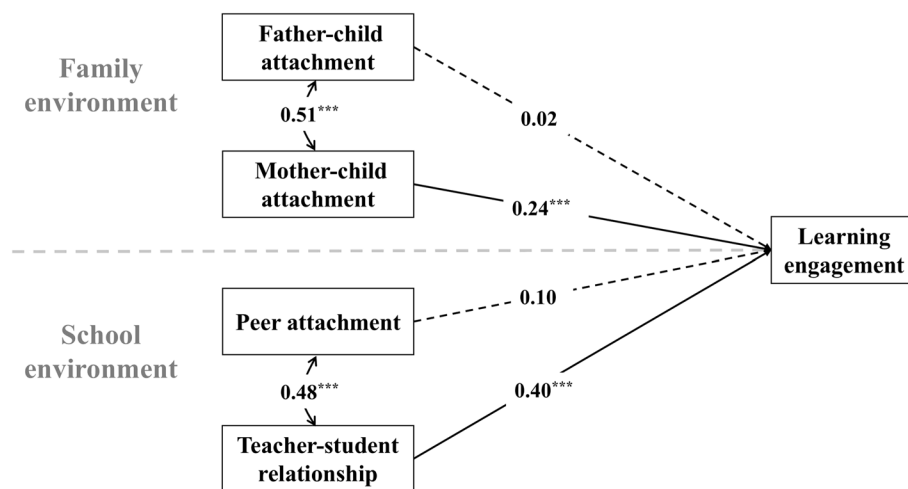 Father-child
attachment
Family
environment
0.51***
0.02
Mother-child
attachment
0.24***
Learning
engagement
Peer attachment
0.10
School
environment
0.48***
0.40***
Teacher-student
relationship